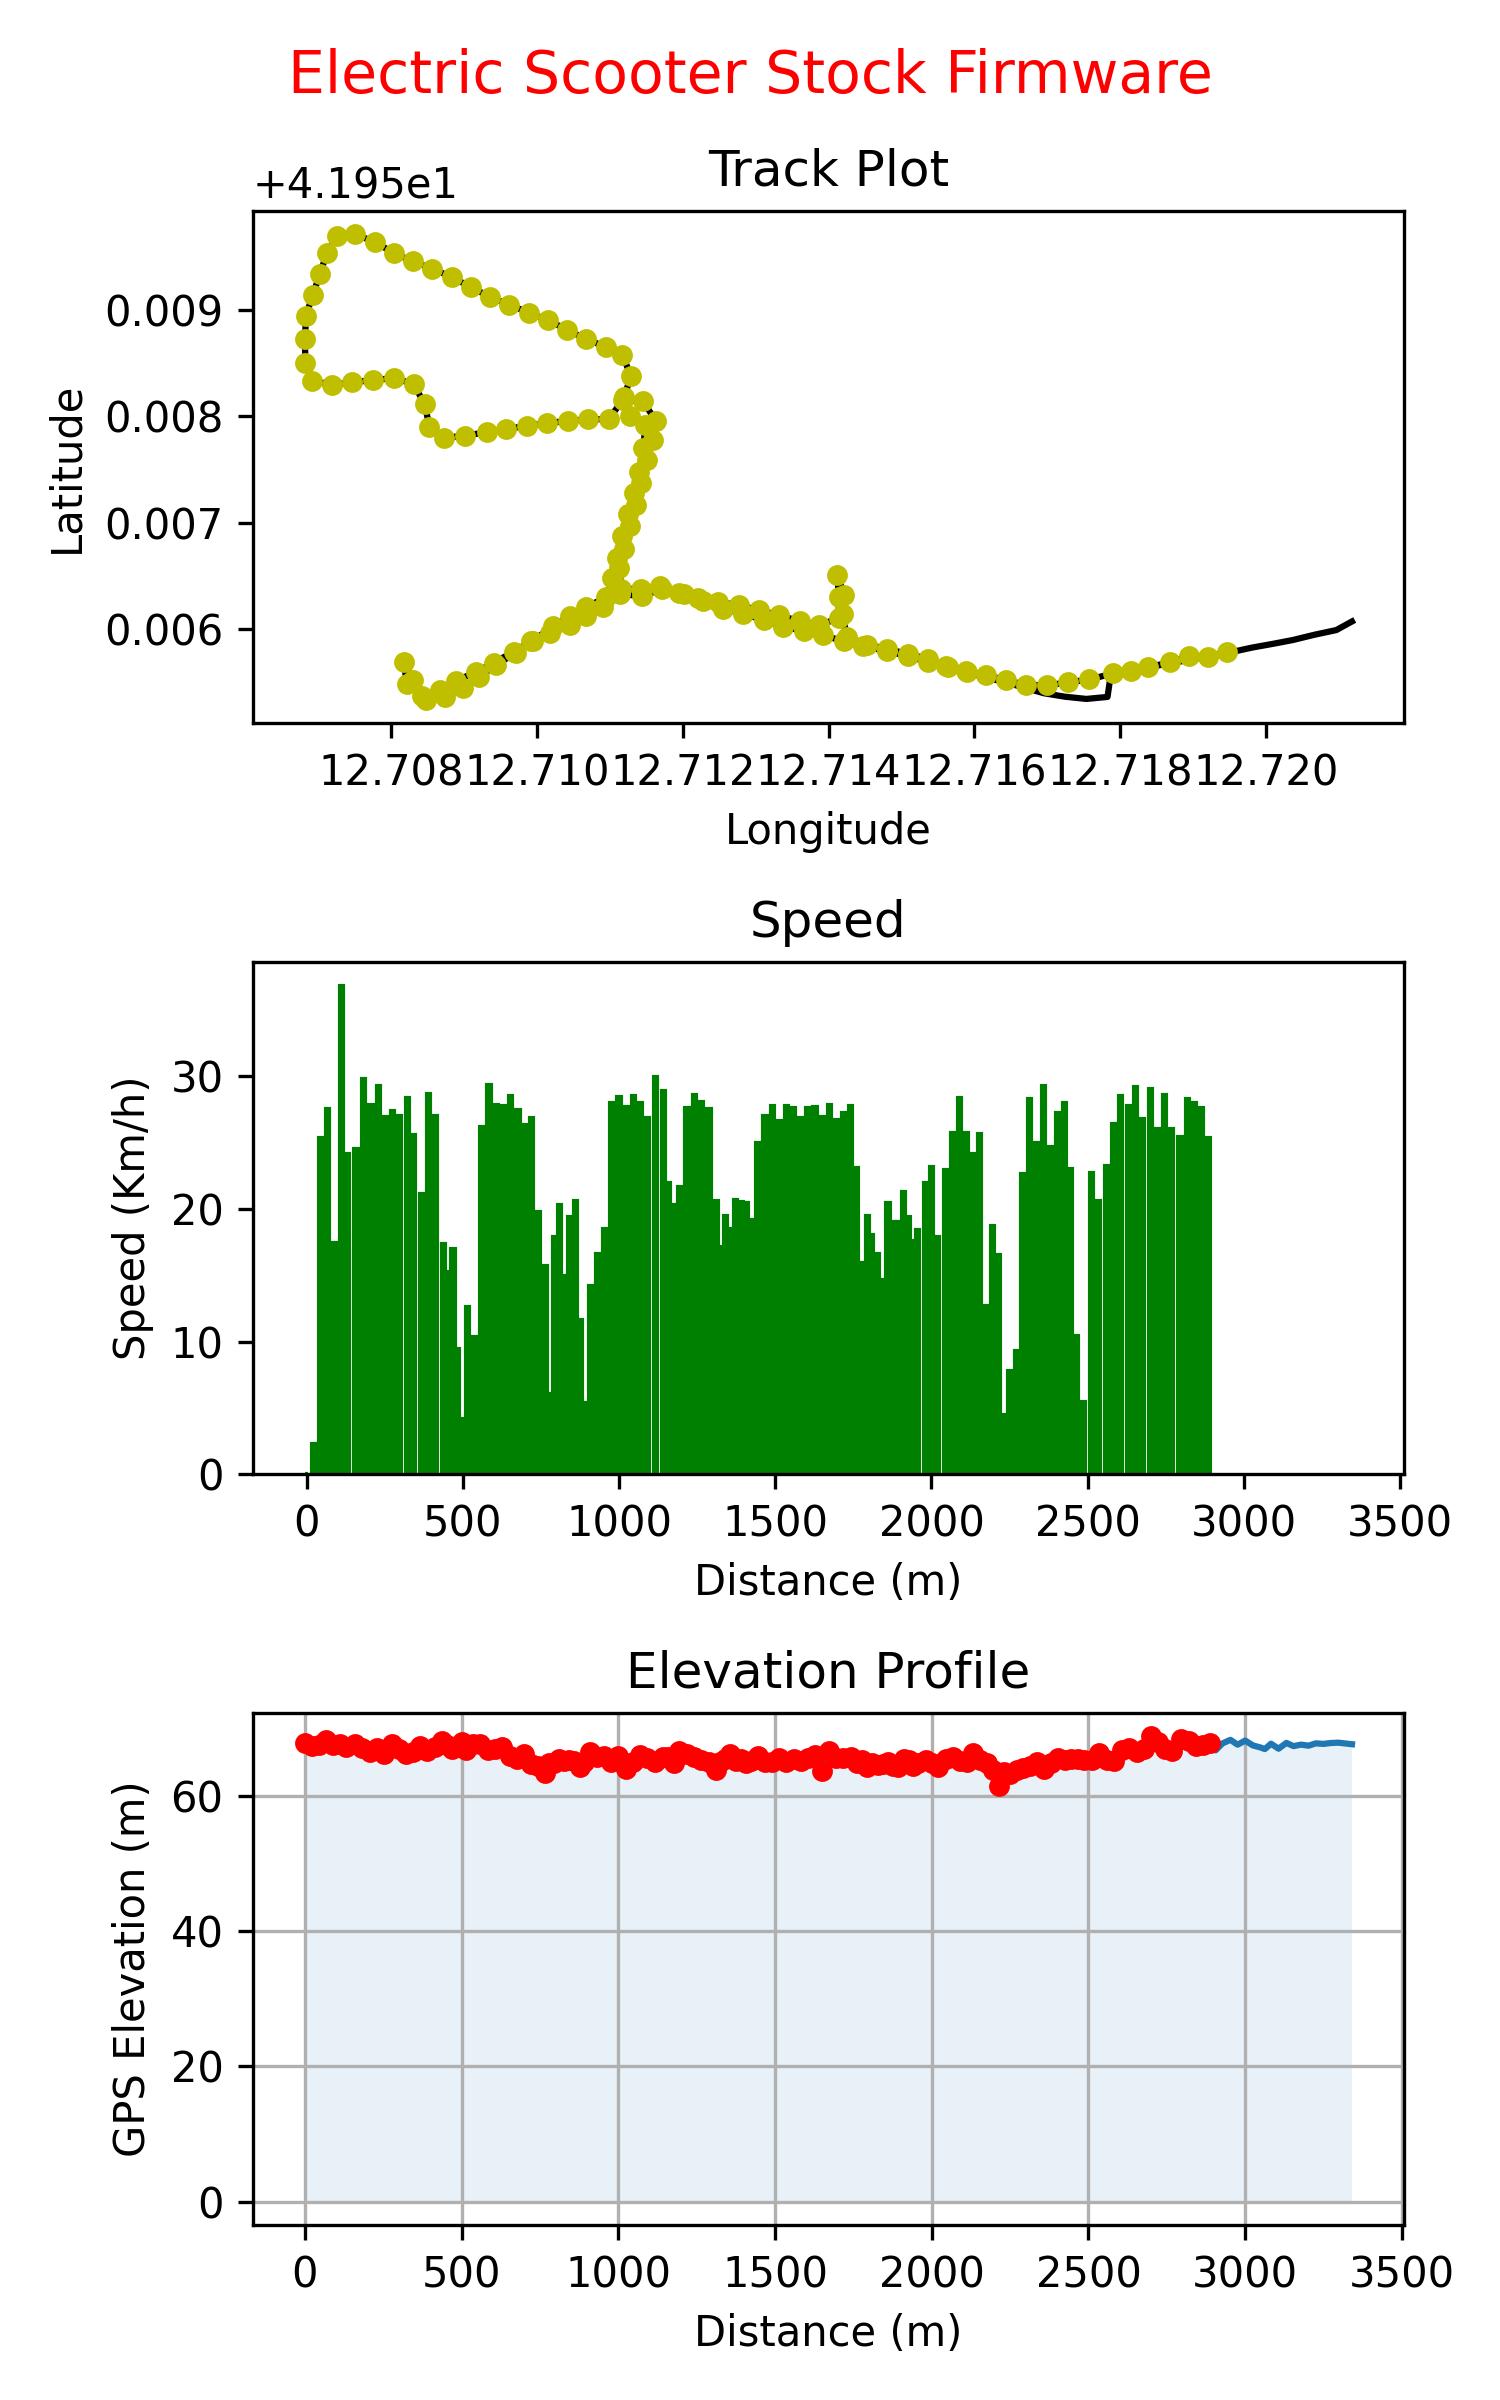 Electric Scooter Stock Firmware
Track Plot
+4.195e1
0.009
0.008
0.007
0.006
Latitude
12.708 12.710 12.712 12.714 12.716 12.718 12.720
Longitude
Speed
30
20
10
0
Speed (Km/h)
0 500 1000 1500 2000 2500 3000 3500
Distance (m)
Elevation Profile
60
40
20
0
GPS Elevation (m)
0 500 1000 1500 2000 2500 3000 3500
Distance (m)